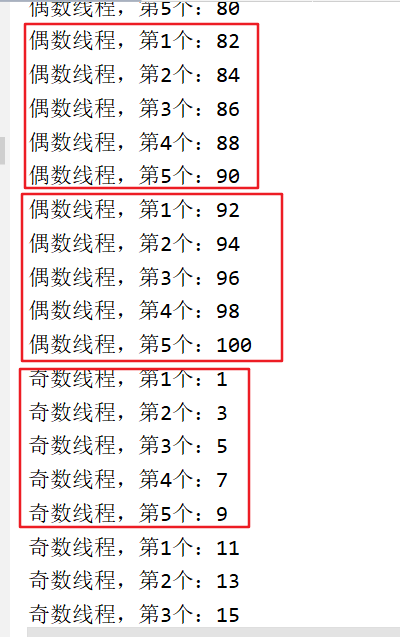 偶数线程，第5个：80
偶数线程，第1个：82
偶数线程，第2个：84
偶数线程，第3个：86
偶数线程，第4个：88
偶数线程，第5个：90
偶数线程，第1个：92
偶数线程，第2个：94
偶数线程，第3个：96
偶数线程，第4个：98
偶数线程，第5个：100
奇数线程，第1个：1
奇数线程，第2个：3
奇数线程，第3个：5
奇数线程，第4个：7
奇数线程，第5个：9
奇数线程，第1个：11
奇数线程，第2个：13
奇数线程，第3个：15